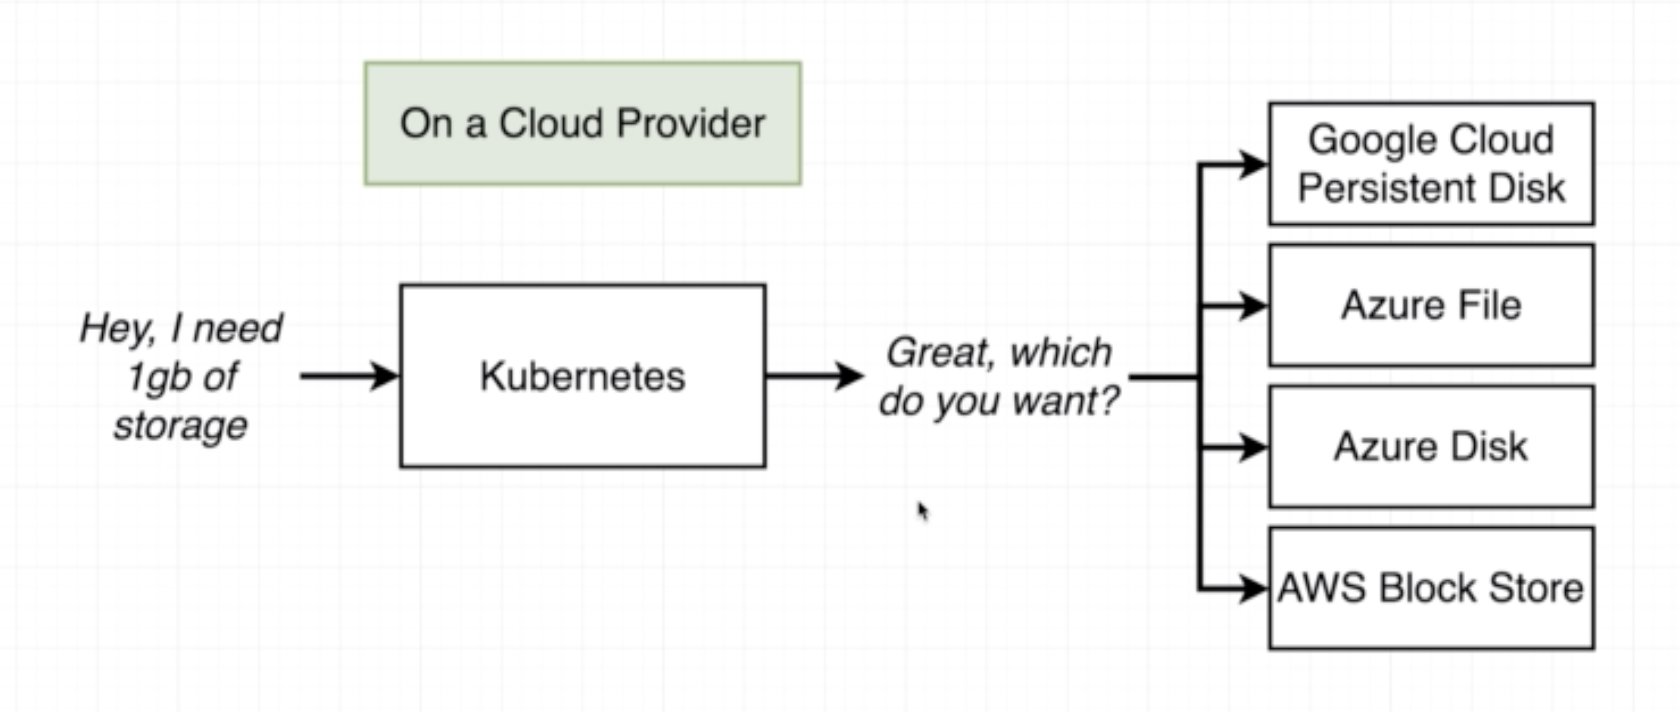 On a Cloud Provider
Hey, I need
1gb of
storage
Kubernetes
Great, which
do you want?
Google Cloud
Persistent Disk
Azure File
Azure Disk
AWS Block Store